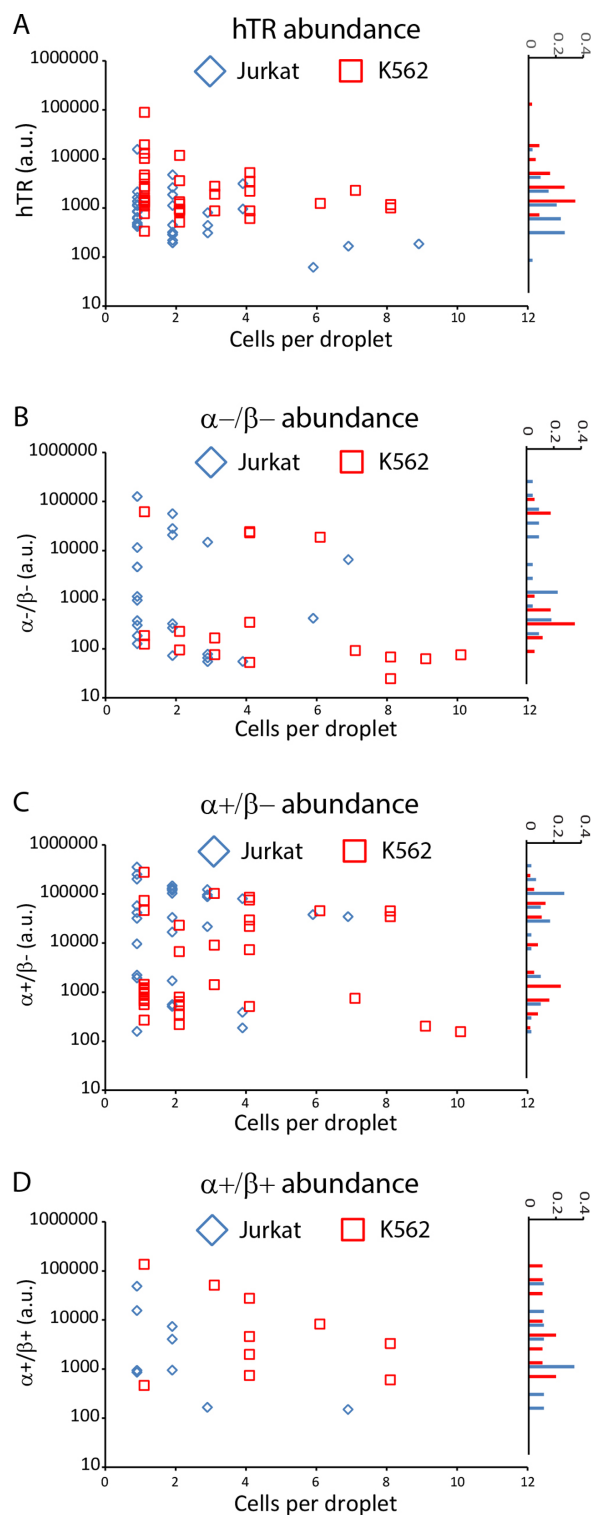 A
hTR abundance
0 0.2 0.4
Jurkat K562
1000000
100000
10000
1000
100
10
hTR (a.u.)
0 2 4 6 8 10 12
Cells per droplet
B
α−/β− abundance
0 0.2 0.4
Jurkat K562
1000000
100000
10000
1000
100
10
α-/β- (a.u.)
0 2 4 6 8 10 12
Cells per droplet
C
α+/β− abundance
0 0.2 0.4
Jurkat K562
1000000
100000
10000
1000
100
10
α+/β- (a.u.)
0 2 4 6 8 10 12
Cells per droplet
D
α+/β+ abundance
0 0.2 0.4
Jurkat K562
1000000
100000
10000
1000
100
10
α+/β+ (a.u.)
0 2 4 6 8 10 12
Cells per droplet